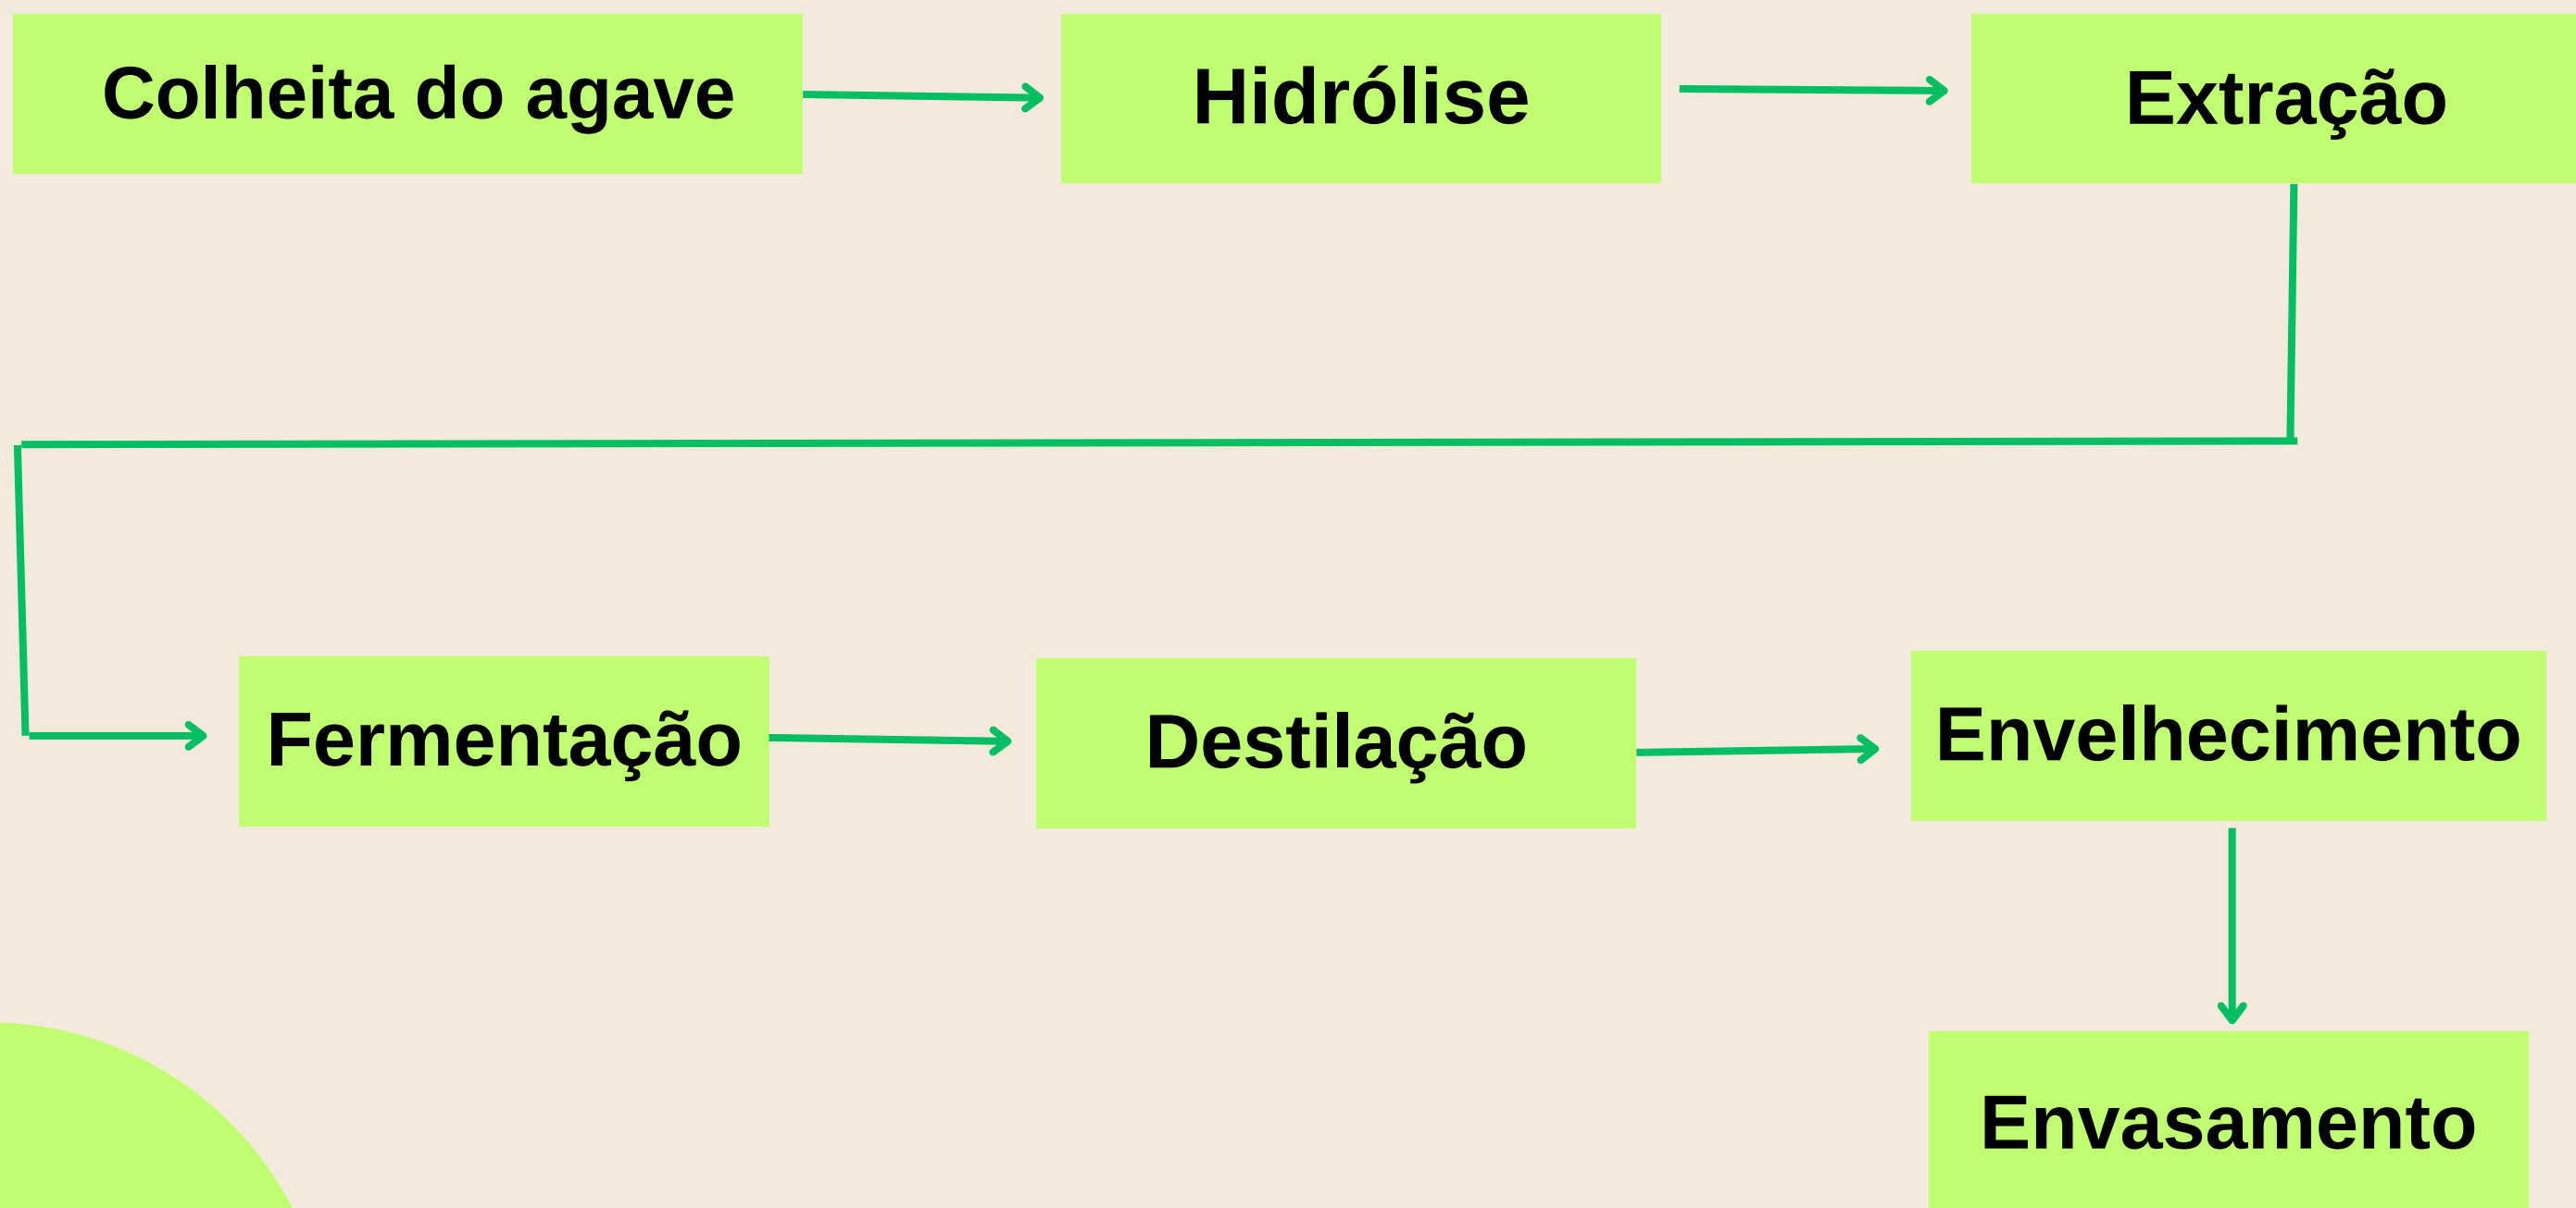 Colheita do agave
Hidrólise
Extração
Fermentação
Destilação
Envelhecimento
Envasamento